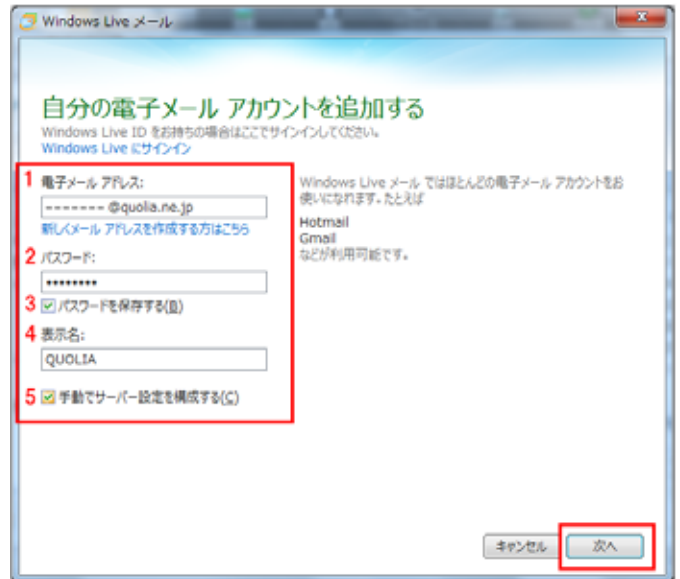 Windows Live メール
自分の電子メール アカウントを追加する
Windows Live ID をお持ちの場合はここでサインインしてください。
Windows Live にサインイン
1 電子メール アドレス:
------- @quolia.ne.jp
新しくメール アドレスを作成する方はこちら
2 パスワード:
••••••••
3 パスワードを保存する(B)
4 表示名:
QUOLIA
5 手動でサーバー設定を構成する(C)
Windows Live メール ではほとんどの電子メール アカウントをお
使いになれます。たとえば
Hotmail
Gmail
などが利用可能です。
キャンセル
次へ